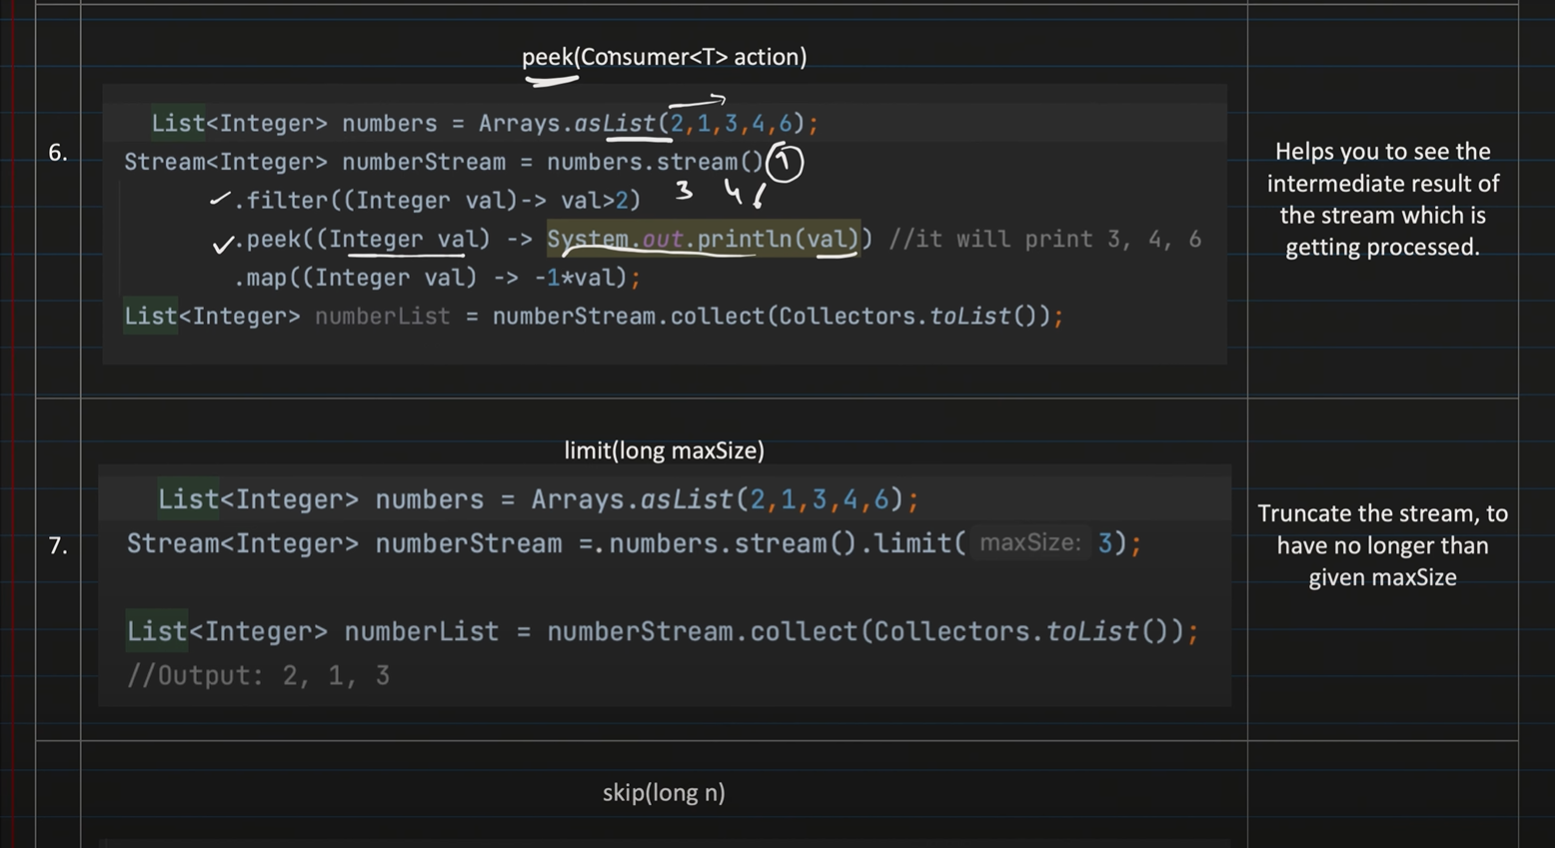 peek(Consumer<T> action)
6.
List<Integer> numbers = Arrays.asList(2,1,3,4,6);
Stream<Integer> numberStream = numbers.stream() 1
3 4 6
.filter((Integer val)-> val>2)
.peek((Integer val) -> System.out.println(val)) //it will print 3, 4, 6
.map((Integer val) -> -1*val);
List<Integer> numberList = numberStream.collect(Collectors.toList());
Helps you to see the
intermediate result of
the stream which is
getting processed.
limit(long maxSize)
7.
List<Integer> numbers = Arrays.asList(2,1,3,4,6);
Stream<Integer> numberStream =.numbers.stream().limit( maxSize: 3);
List<Integer> numberList = numberStream.collect(Collectors.toList());
//Output: 2, 1, 3
Truncate the stream, to
have no longer than
given maxSize
skip(long n)